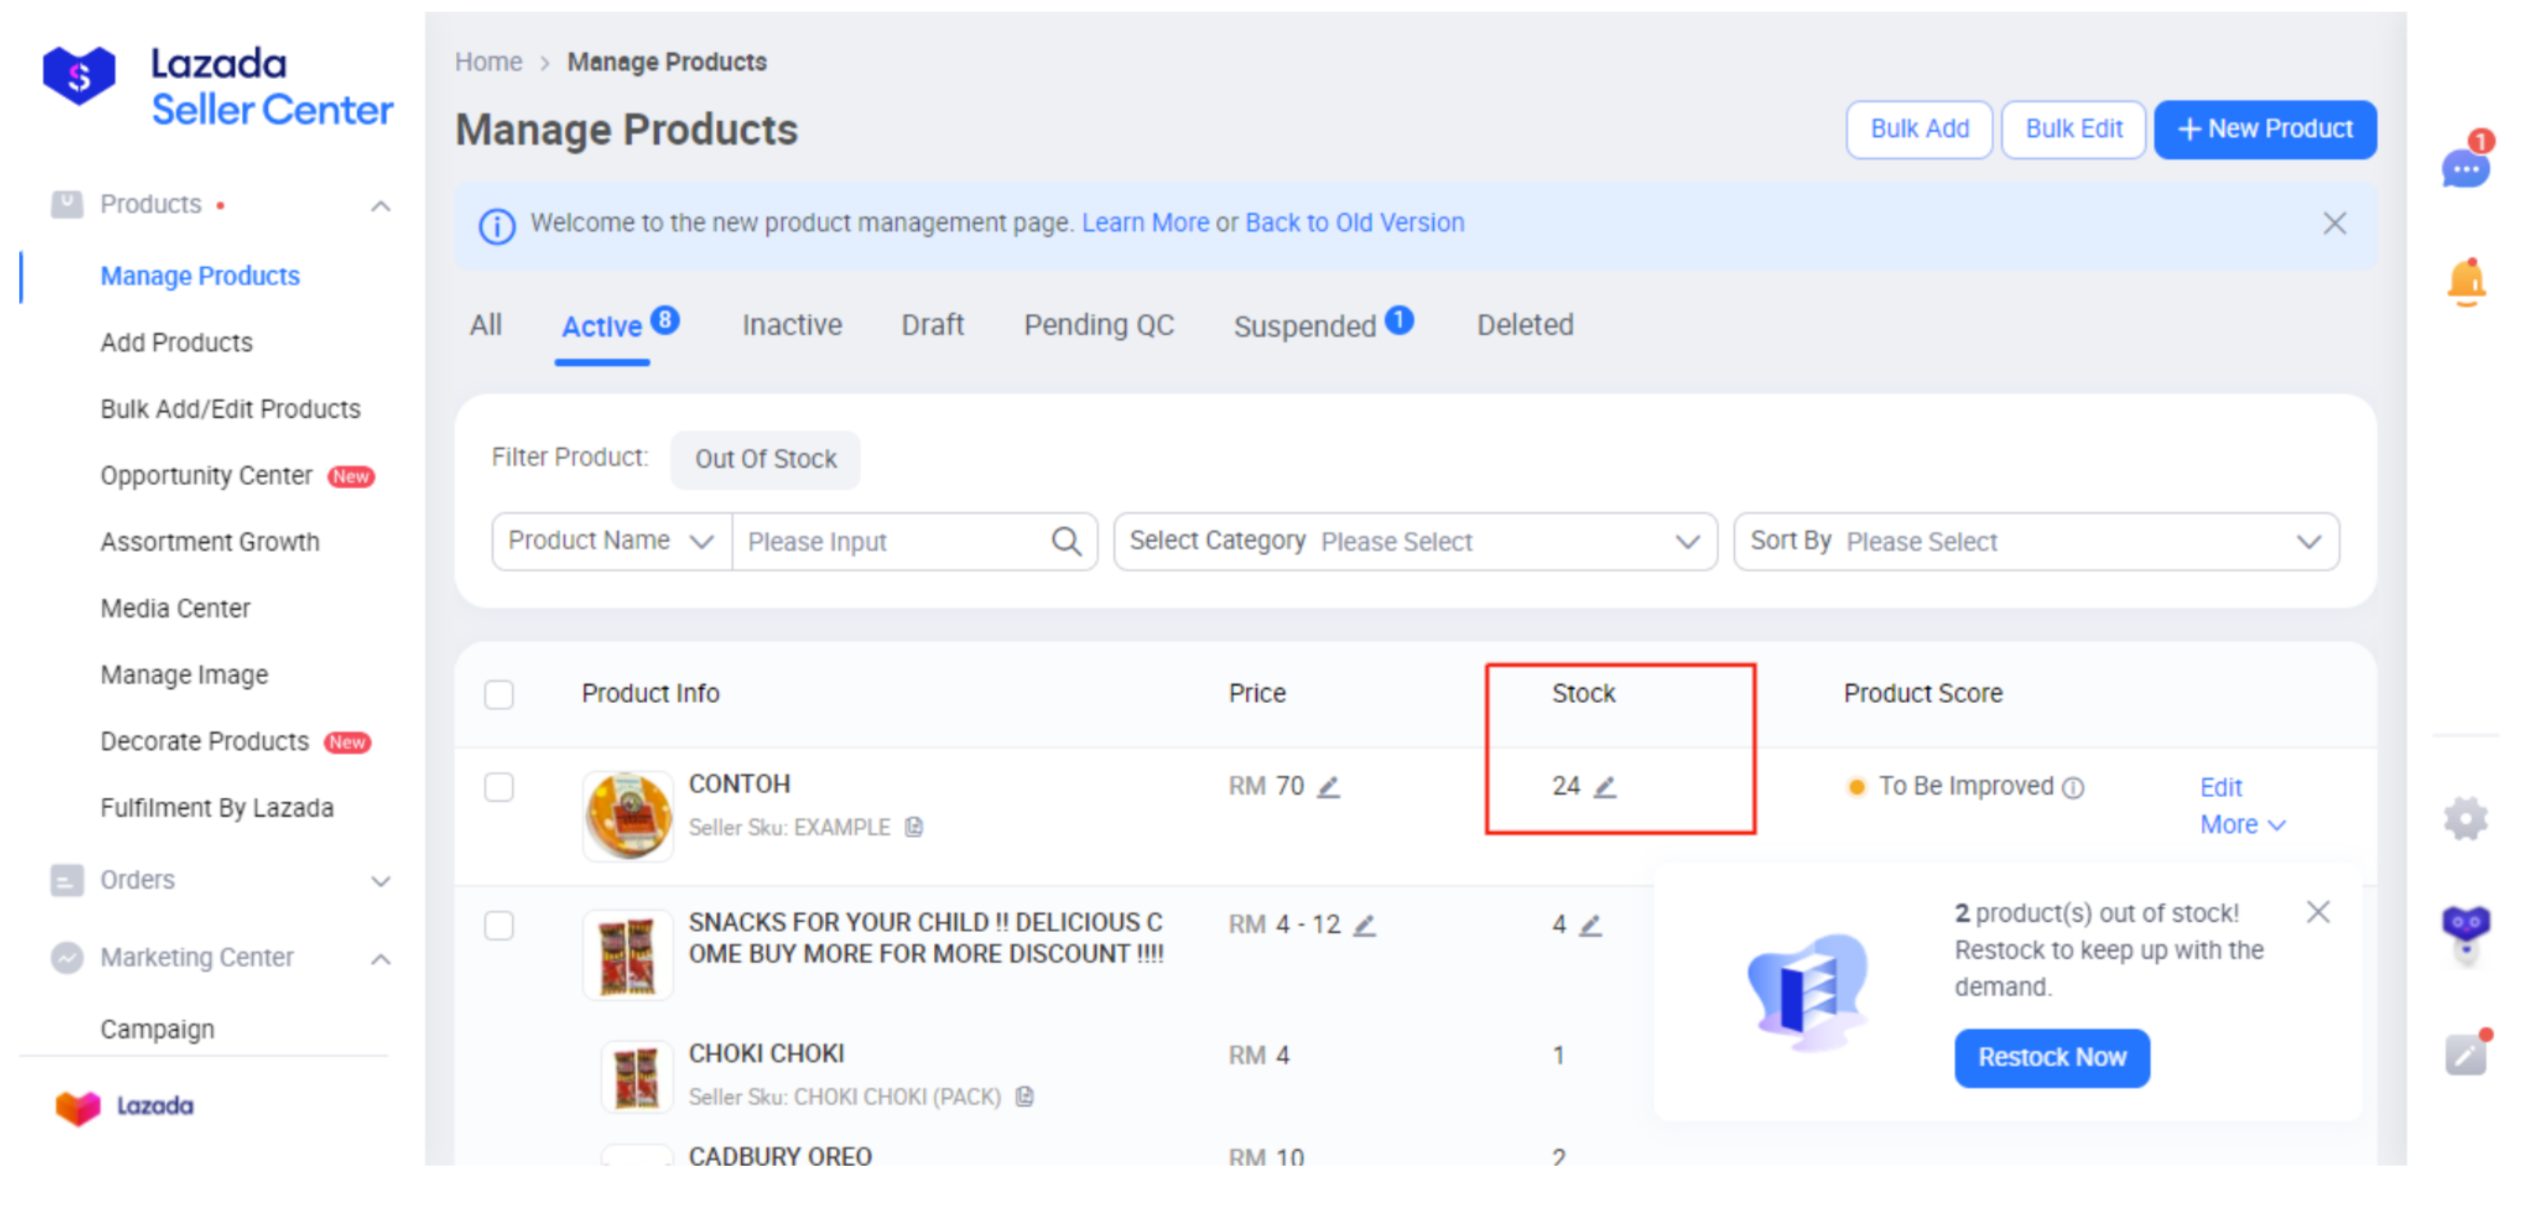 Lazada
Seller Center
Products
Manage Products
Add Products
Bulk Add/Edit Products
Opportunity Center New
Assortment Growth
Media Center
Manage Image
Decorate Products New
Fulfilment By Lazada
Orders
Marketing Center
Campaign
Lazada
Home > Manage Products
Manage Products
Bulk Add
Bulk Edit
+ New Product
1
Welcome to the new product management page. Learn More or Back to Old Version
All
Active 8
Inactive
Draft
Pending QC
Suspended 1
Deleted
Filter Product: Out Of Stock
Product Name Please Input
Select Category Please Select
Sort By Please Select
Product Info Price Stock Product Score
CONTOH RM 70 24 To Be Improved Edit
Seller Sku: EXAMPLE More
SNACKS FOR YOUR CHILD !! DELICIOUS C RM 4 - 12 4
OME BUY MORE FOR MORE DISCOUNT !!!!
CHOKI CHOKI RM 4 1
Seller Sku: CHOKI CHOKI (PACK)
CADBURY OREO RM 10 2
2 product(s) out of stock!
Restock to keep up with the
demand.
Restock Now